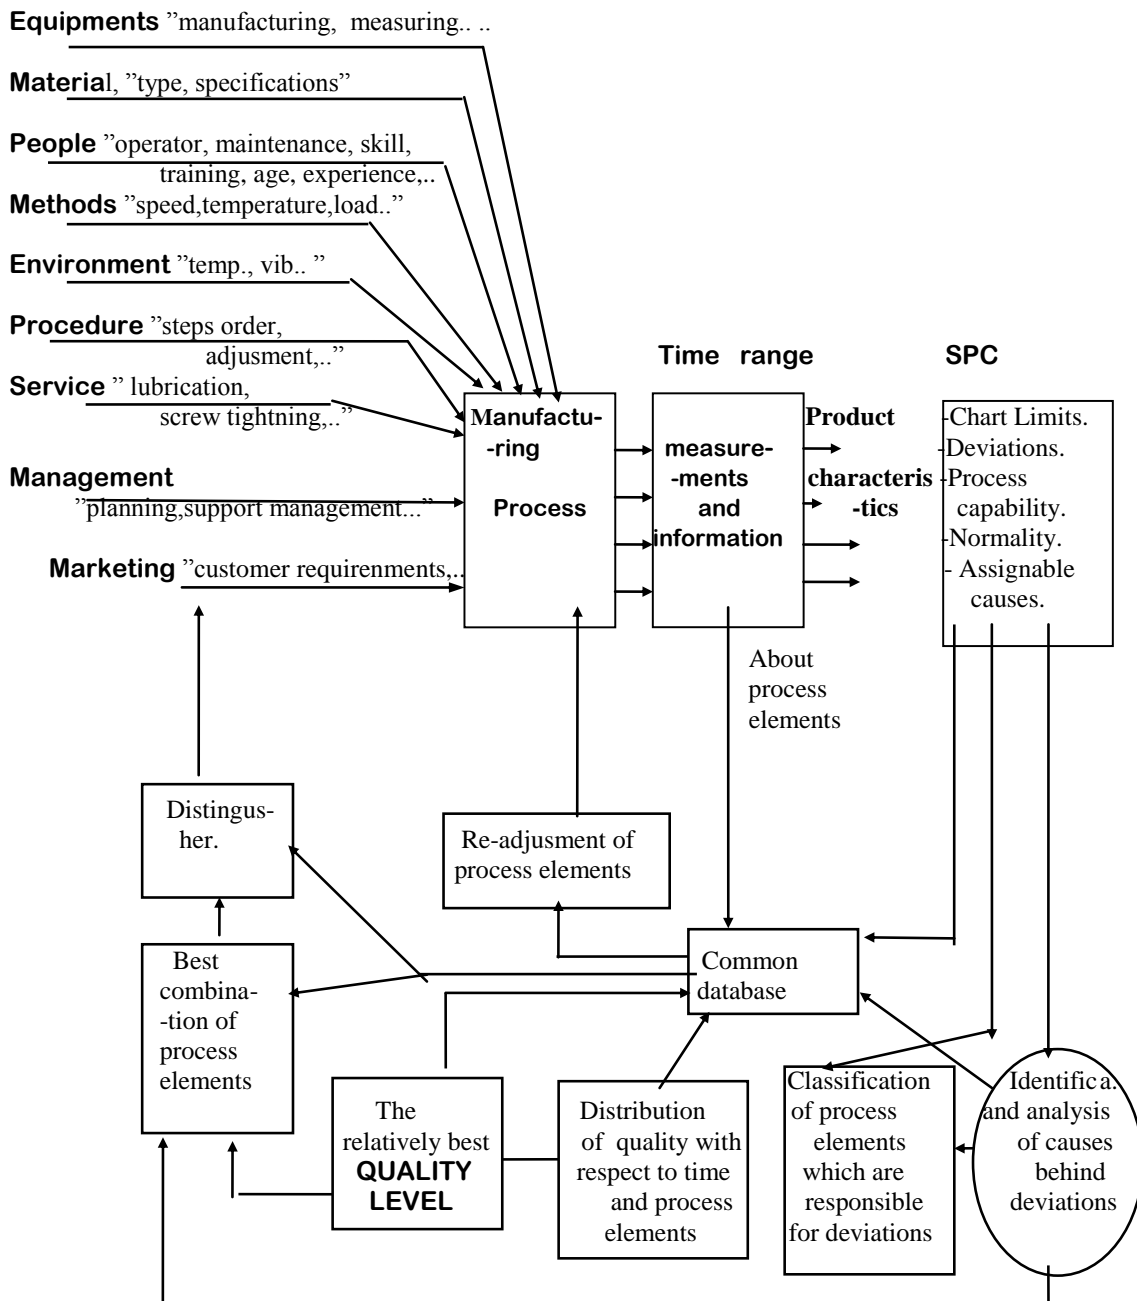 Equipments ”manufacturing, measuring.. ..
Material, ”type, specifications”
People ”operator, maintenance, skill,
training, age, experience,..
Methods ”speed,temperature,load..”
Environment ”temp., vib.. ”
Procedure ”steps order,
adjusment,..”
Service ” lubrication,
screw tightning,..”
Management
”planning,support management...”
Marketing ”customer requirenments,..
Manufactu-
-ring
Process
Time range
measure-
-ments
and
information
Product
characteris
-tics
SPC
-Chart Limits.
-Deviations.
-Process
capability.
-Normality.
- Assignable
causes.
About
process
elements
Distingus-
her.
Re-adjusment of
process elements
Best
combina-
-tion of
process
elements
Common
database
The
relatively best
QUALITY
LEVEL
Distribution
of quality with
respect to time
and process
elements
Classification
of process
elements
which are
responsible
for deviations
Identifica.
and analysis
of causes
behind
deviations